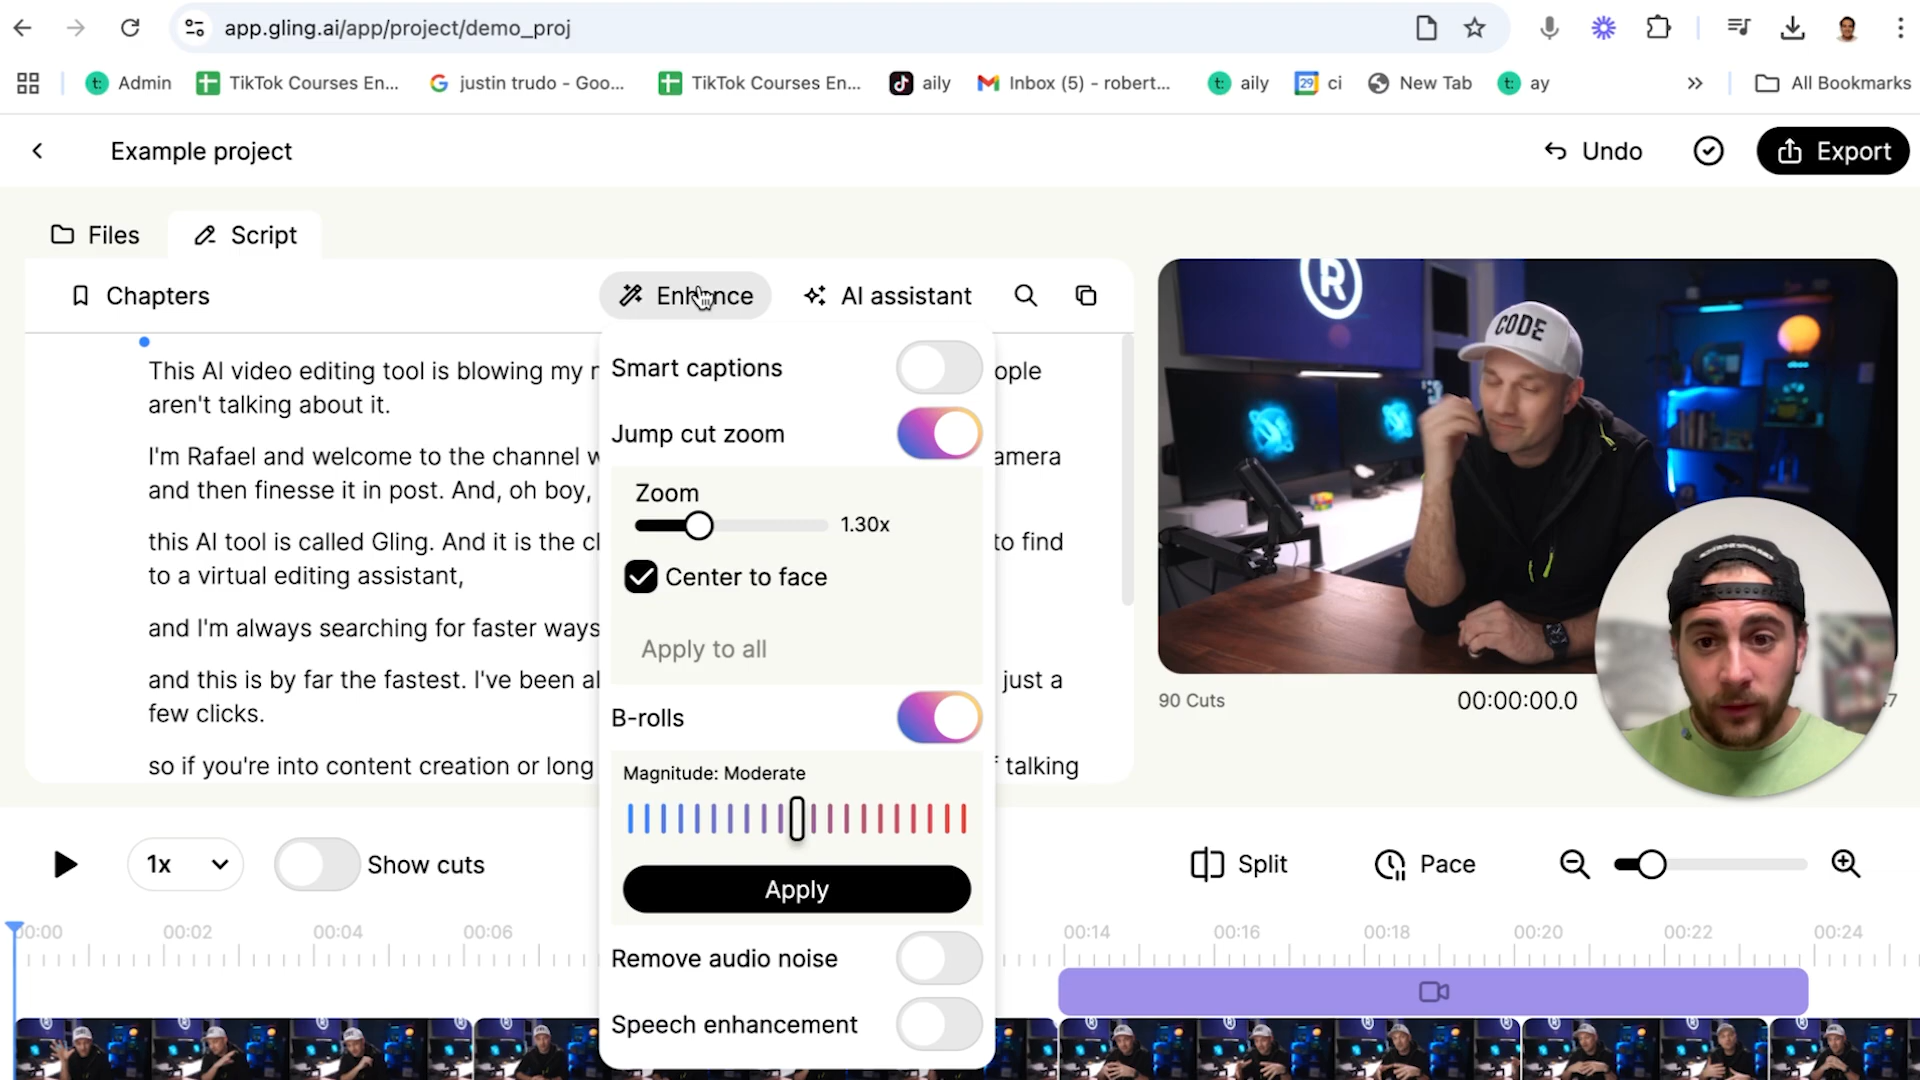 app.gling.ai/app/project/demo_proj
Admin
TikTok Courses En...
justin trudo - Goo...
TikTok Courses En...
aily
Inbox (5) - robert...
aily
29 ci
New Tab
ay
All Bookmarks
Example project
Undo
Export
Files
Script
Chapters
Enhance
AI assistant
This AI video editing tool is blowing my
ople
aren't talking about it.
I'm Rafael and welcome to the channel w
amera
and then finesse it in post. And, oh boy,
this AI tool is called Gling. And it is the cl
to find
to a virtual editing assistant,
and I'm always searching for faster ways
and this is by far the fastest. I've been al
just a
few clicks.
so if you're into content creation or long
talking
Smart captions
Jump cut zoom
Zoom
1.30x
Center to face
Apply to all
B-rolls
Magnitude: Moderate
Apply
Remove audio noise
Speech enhancement
R
CODE
90 Cuts
00:00:00.0
7
1x
Show cuts
Split
Pace
00:00
00:02
00:04
00:06
00:14
00:16
00:18
00:20
00:22
00:24